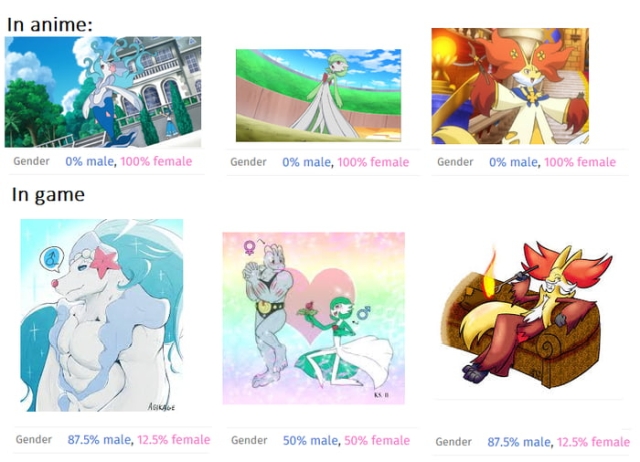 In anime:
Gender 0% male, 100% female
Gender 0% male, 100% female
Gender 0% male, 100% female
In game
AGIKAGE
KS II
Gender 87.5% male, 12.5% female
Gender 50% male, 50% female
Gender 87.5% male, 12.5% female